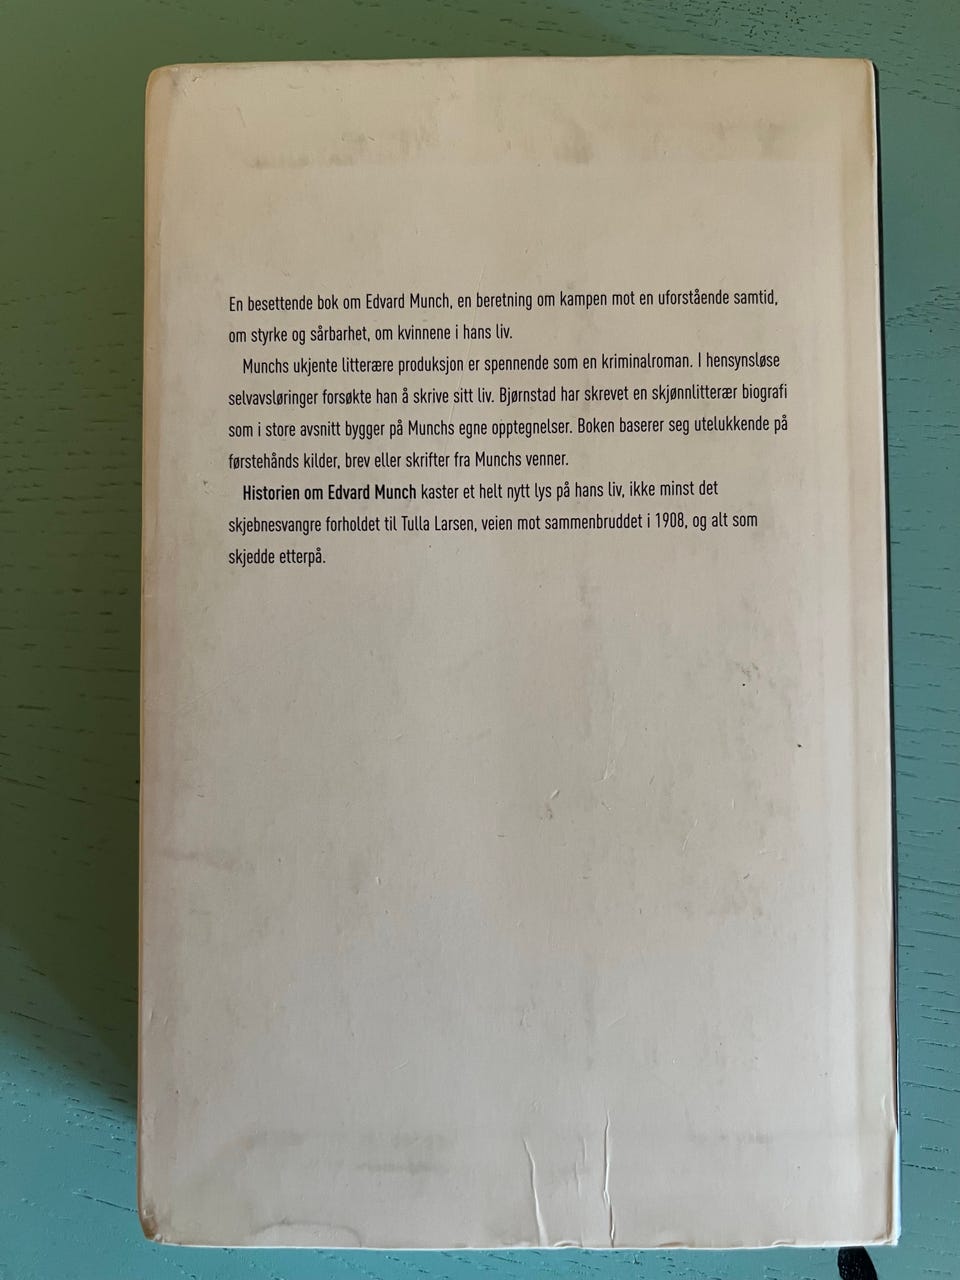 En besettende bok om Edvard Munch, en beretning om kampen mot en uforstående samtid,
om styrke og sårbarhet, om kvinnene i hans liv.
Munchs ukjente litterære produksjon er spennende som en kriminalroman. I hensynsløse
selvavsløringer forsøkte han å skrive sitt liv. Bjørnstad har skrevet en skjønnlitterær biografi
som i store avsnitt bygger på Munchs egne opptegnelser. Boken baserer seg utelukkende på
førstehånds kilder, brev eller skrifter fra Munchs venner.
Historien om Edvard Munch kaster et helt nytt lys på hans liv, ikke minst det
skjebnesvangre forholdet til Tulla Larsen, veien mot sammenbruddet i 1908, og alt som
skjedde etterpå.